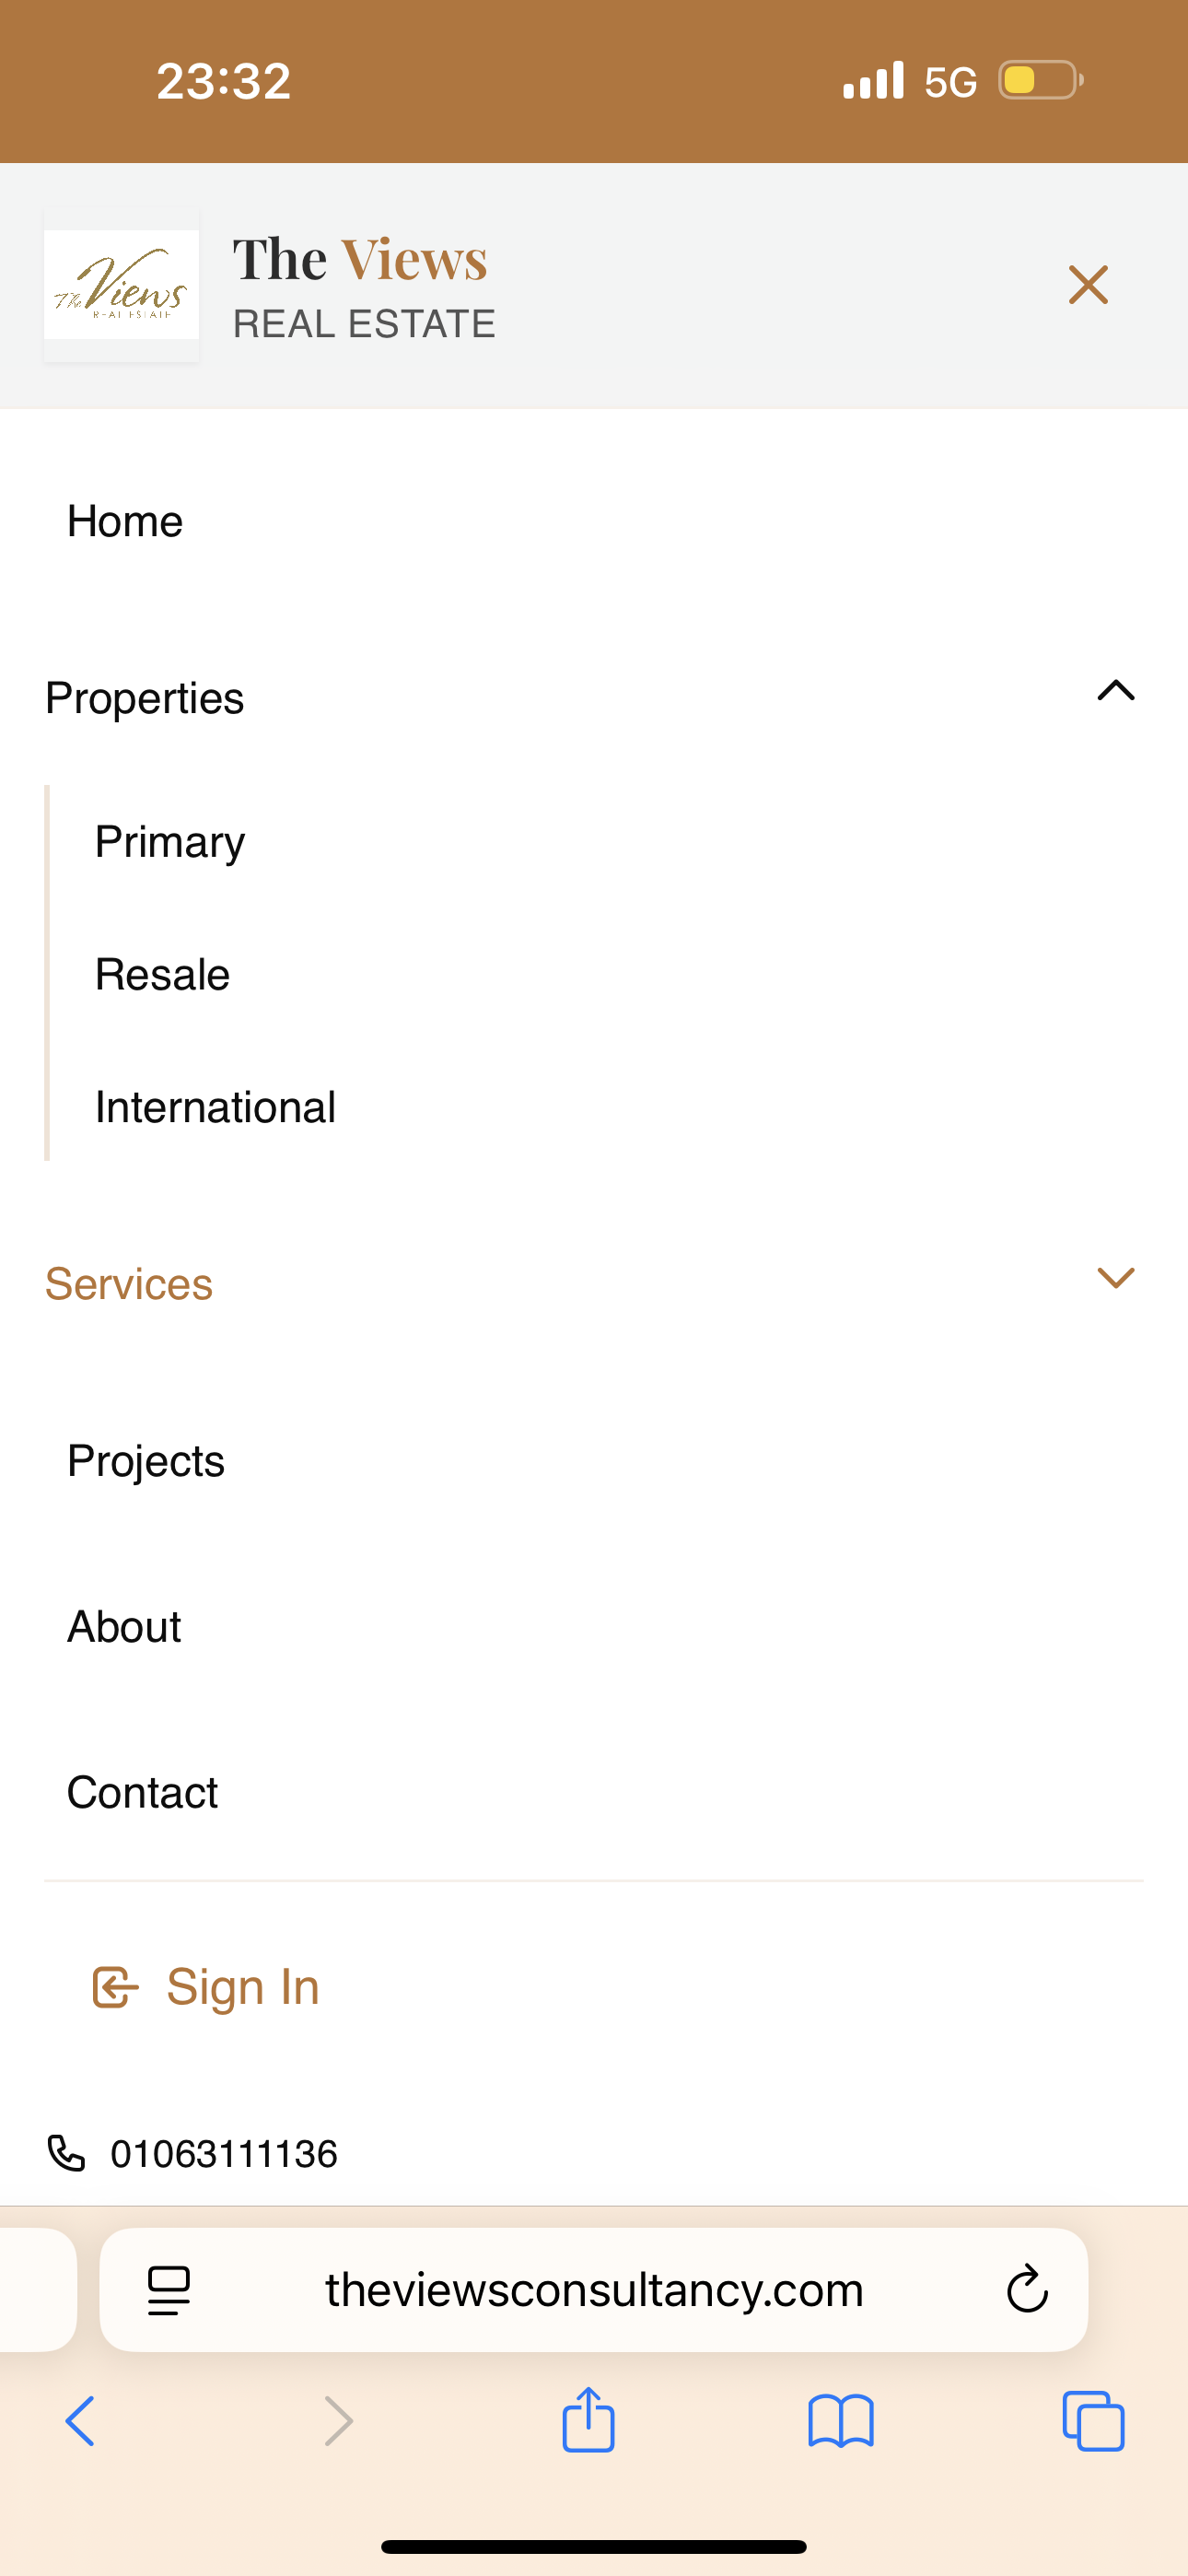 23:32
5G
The Views
REAL ESTATE
The Views
REAL ESTATE
Home
Properties
Primary
Resale
International
Services
Projects
About
Contact
Sign In
01063111136
theviewsconsultancy.com